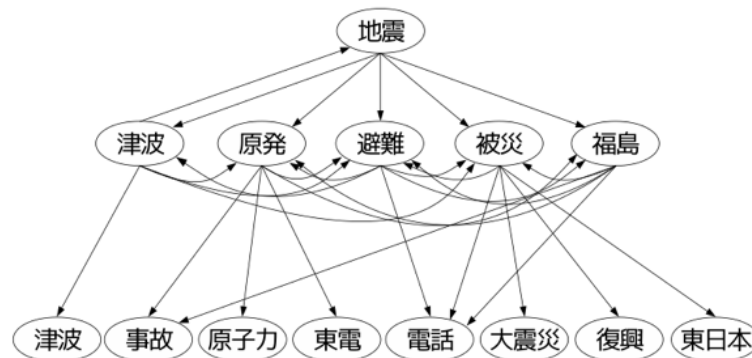 地震
津波 原発 避難 被災 福島
津波 事故 原子力 東電 電話 大震災 復興 東日本